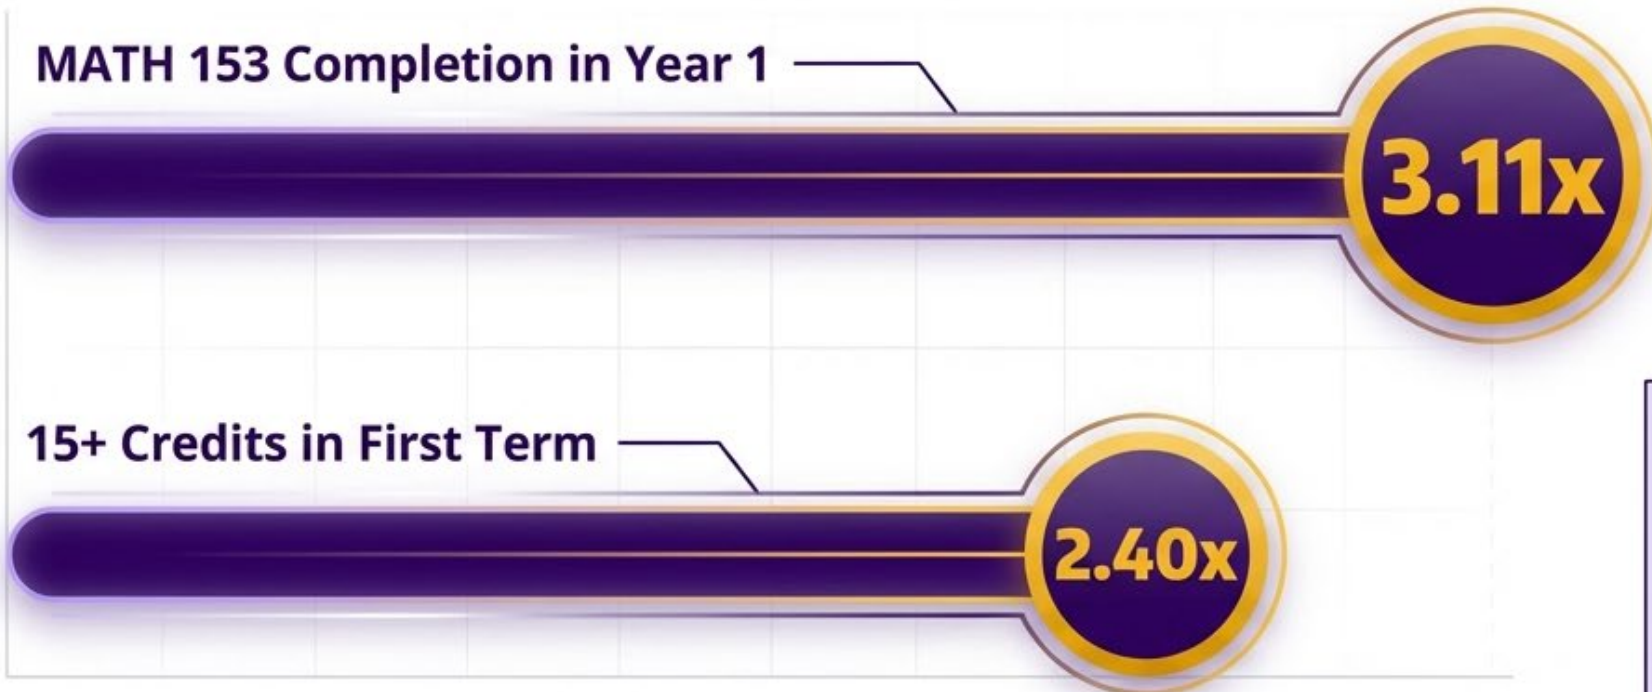 MATH 153 Completion in Year 1
3.11x
15+ Credits in First Term
2.40x